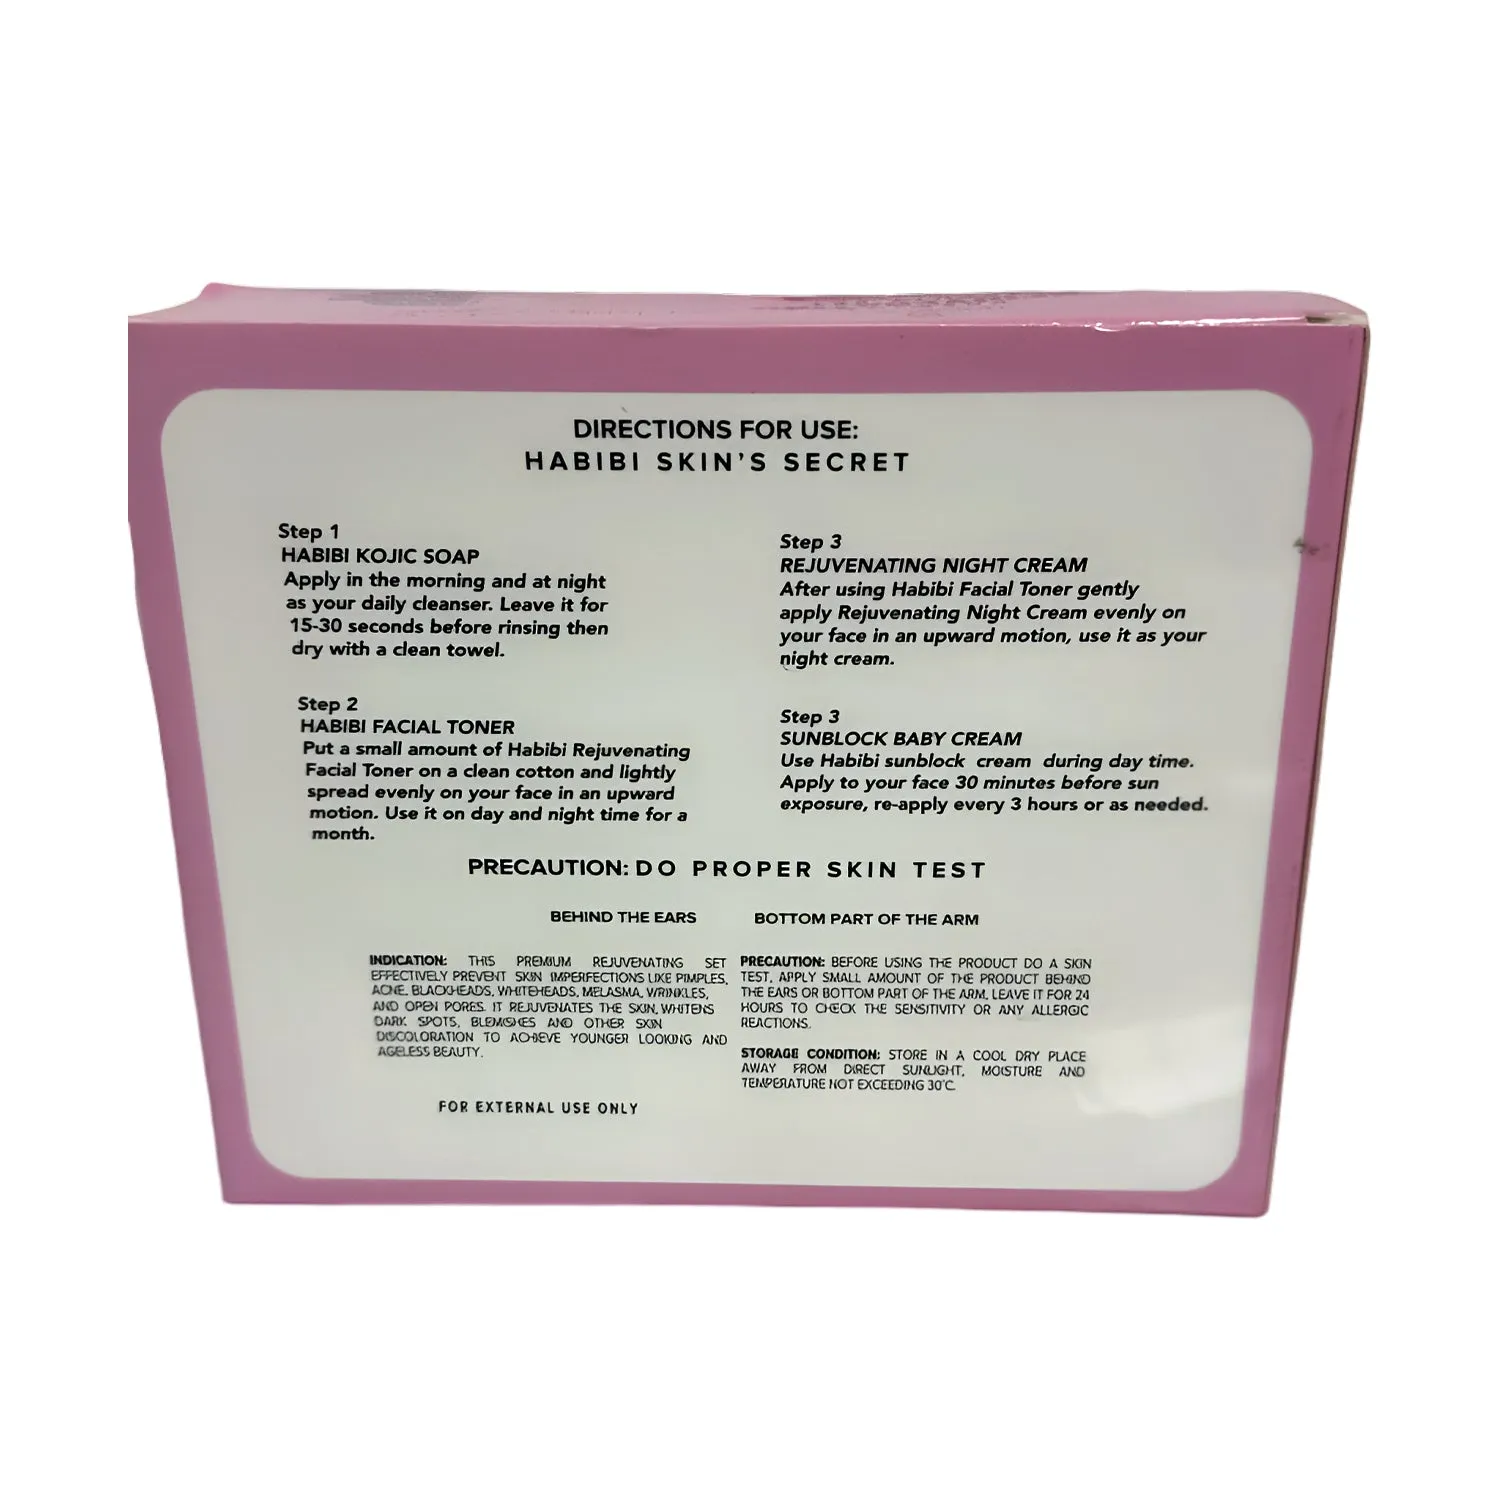 DIRECTIONS FOR USE:
HABIBI SKIN'S SECRET
Step 1
HABIBI KOJIC SOAP
Apply in the morning and at night
as your daily cleanser. Leave it for
15-30 seconds before rinsing then
dry with a clean towel.
Step 2
HABIBI FACIAL TONER
Put a small amount of Habibi Rejuvenating
Facial Toner on a clean cotton and lightly
spread evenly on your face in an upward
motion. Use it on day and night time for a
month.
Step 3
REJUVENATING NIGHT CREAM
After using Habibi Facial Toner gently
apply Rejuvenating Night Cream evenly on
your face in an upward motion, use it as your
night cream.
Step 3
SUNBLOCK BABY CREAM
Use Habibi sunblock cream during day time.
Apply to your face 30 minutes before sun
exposure, re-apply every 3 hours or as needed.
PRECAUTION: DO PROPER SKIN TEST
BEHIND THE EARS
BOTTOM PART OF THE ARM
INDICATION: THIS PREMIUM REJUVENATING SET
EFFECTIVELY PREVENT SKIN IMPERFECTIONS LIKE PIMPLES,
ACNE, BLACKHEADS, WHITEHEADS, MELASMA, WRINKLES,
AND OPEN PORES. IT REJUVENATES THE SKIN, WHITENS
DARK SPOTS, BLEMISHES AND OTHER SKIN
DISCOLORATION TO ACHIEVE YOUNGER LOOKING AND
AGELESS BEAUTY.
FOR EXTERNAL USE ONLY
PRECAUTION: BEFORE USING THE PRODUCT DO A SKIN
TEST, APPLY SMALL AMOUNT OF THE PRODUCT BEHIND
THE EARS OR BOTTOM PART OF THE ARM. LEAVE IT FOR 24
HOURS TO CHECK THE SENSITIVITY OR ANY ALLERGIC
REACTIONS.
STORAGE CONDITION: STORE IN A COOL DRY PLACE
AWAY FROM DIRECT SUNLIGHT, MOISTURE AND
TEMPERATURE NOT EXCEEDING 30°C